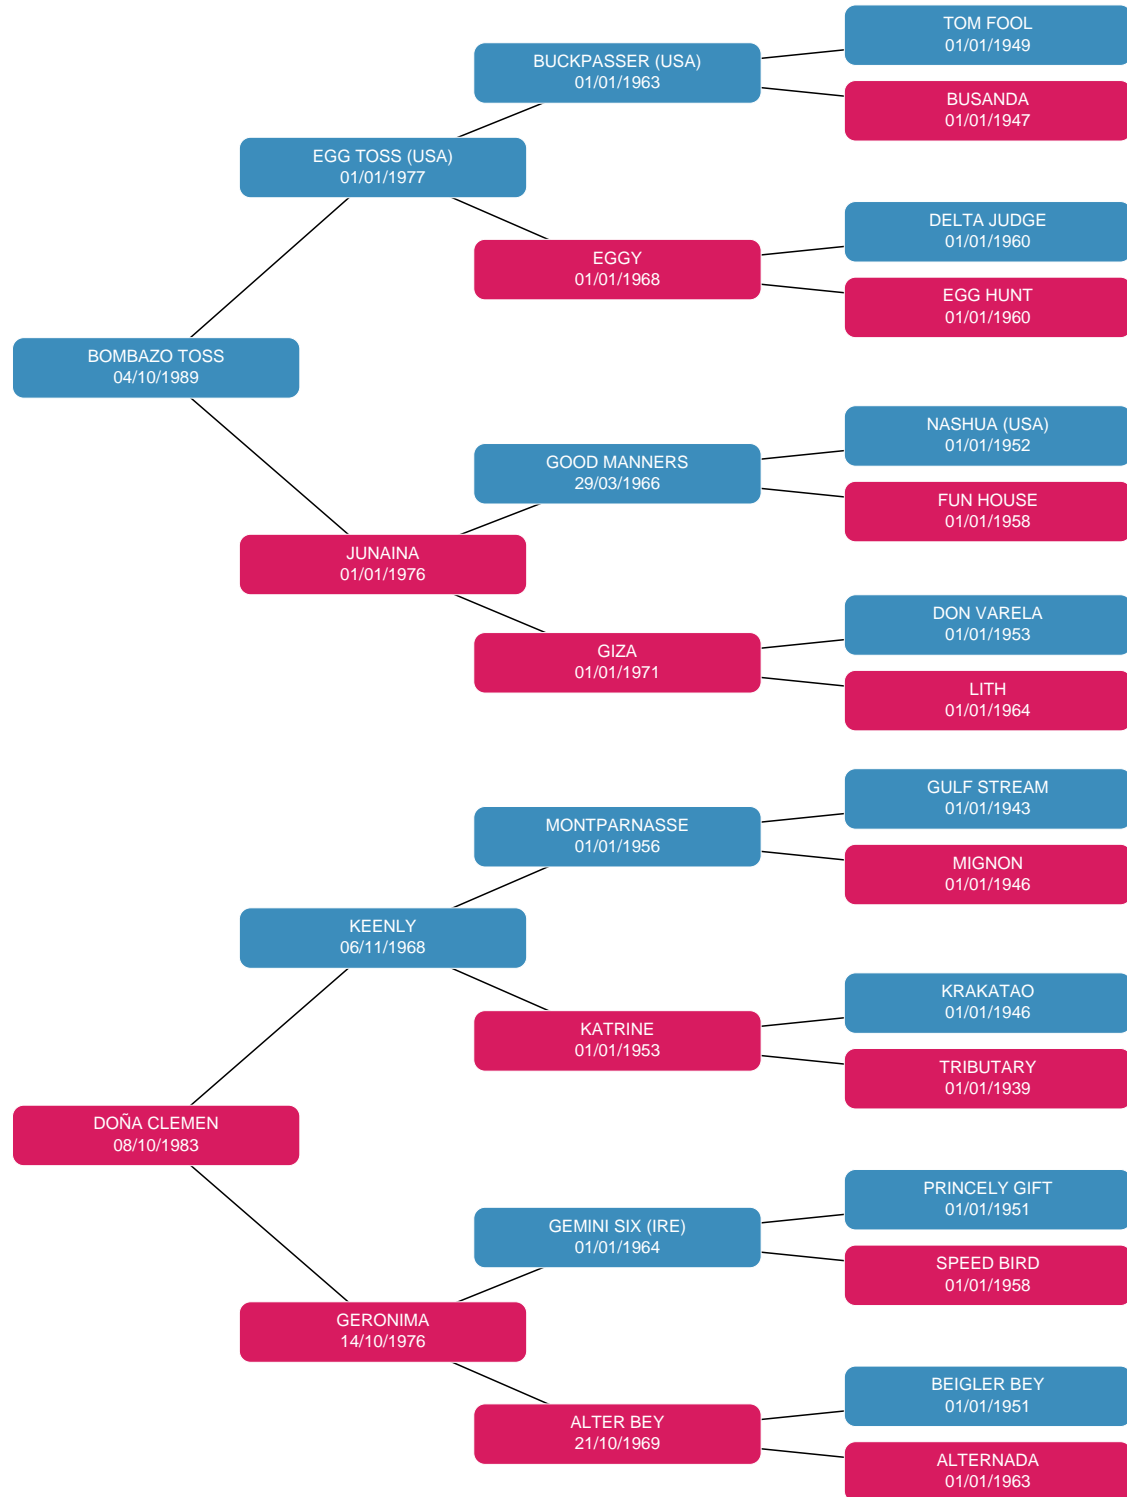 TOM FOOL
01/01/1949
BUCKPASSER (USA)
01/01/1963
BUSANDA
01/01/1947
EGG TOSS (USA)
01/01/1977
DELTA JUDGE
01/01/1960
EGGY
01/01/1968
EGG HUNT
01/01/1960
BOMBAZO TOSS
04/10/1989
NASHUA (USA)
01/01/1952
GOOD MANNERS
29/03/1966
FUN HOUSE
01/01/1958
JUNAINA
01/01/1976
DON VARELA
01/01/1953
GIZA
01/01/1971
LITH
01/01/1964
GULF STREAM
01/01/1943
MONTPARNASSE
01/01/1956
MIGNON
01/01/1946
KEENLY
06/11/1968
KRAKATAO
01/01/1946
KATRINE
01/01/1953
TRIBUTARY
01/01/1939
DOÑA CLEMEN
08/10/1983
PRINCELY GIFT
01/01/1951
GEMINI SIX (IRE)
01/01/1964
SPEED BIRD
01/01/1958
GERONIMA
14/10/1976
BEIGLER BEY
01/01/1951
ALTER BEY
21/10/1969
ALTERNADA
01/01/1963